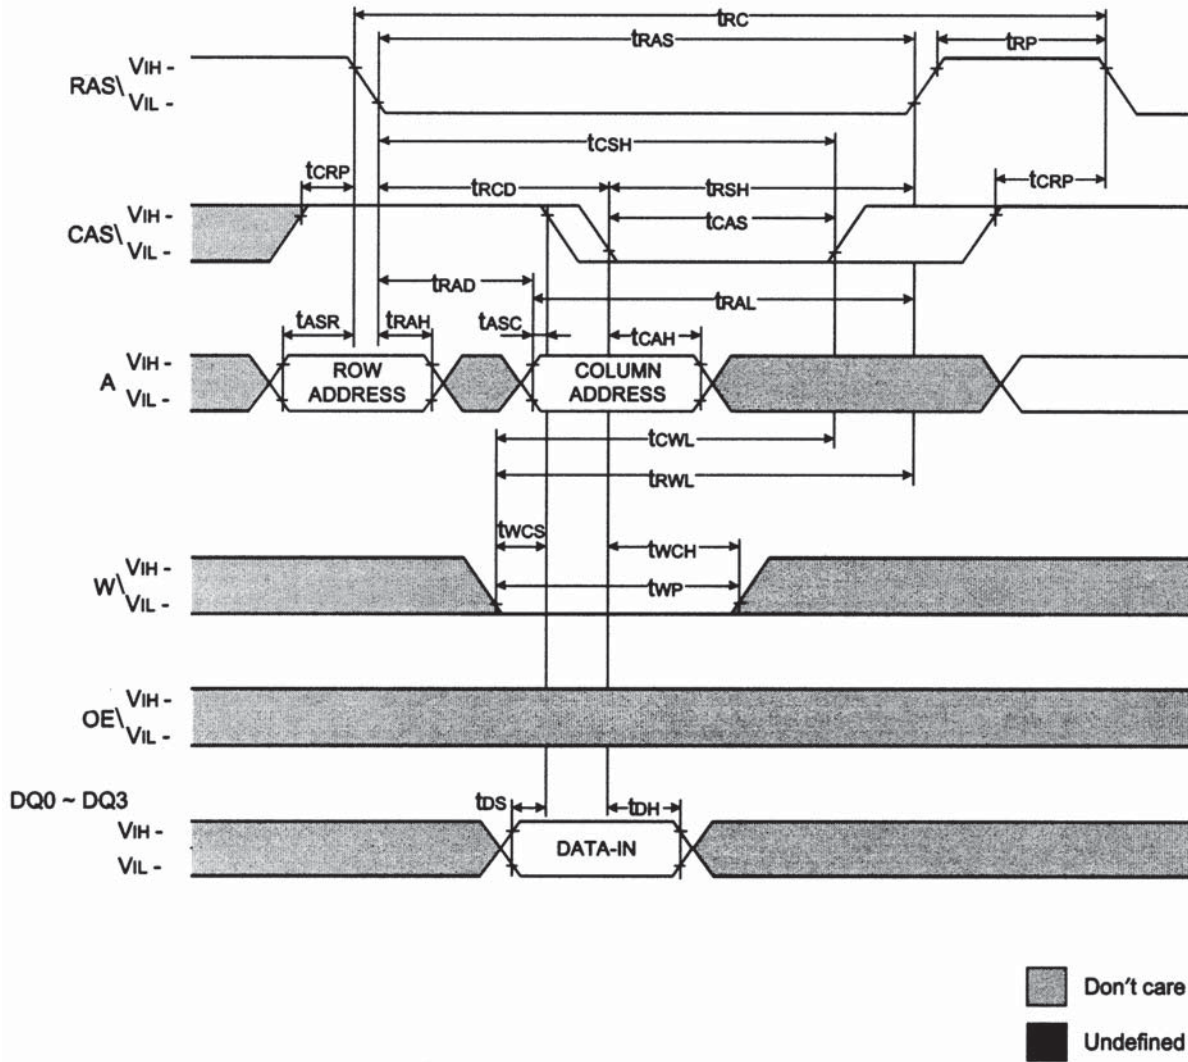 tRC
tRAS
tRP
RAS\
VIH -
VIL -
tCSH
tCRP
tRCD
tRSH
tCRP
CAS\
VIH -
VIL -
tCAS
tRAD
tRAL
tASR
tRAH
tASC
tCAH
A
VIH -
VIL -
ROW
ADDRESS
COLUMN
ADDRESS
tCWL
tRWL
tWCS
tWCH
W\
VIH -
VIL -
tWP
OE\
VIH -
VIL -
DQ0 ~ DQ3
tDS
tDH
VIH -
VIL -
DATA-IN
Don't care
Undefined